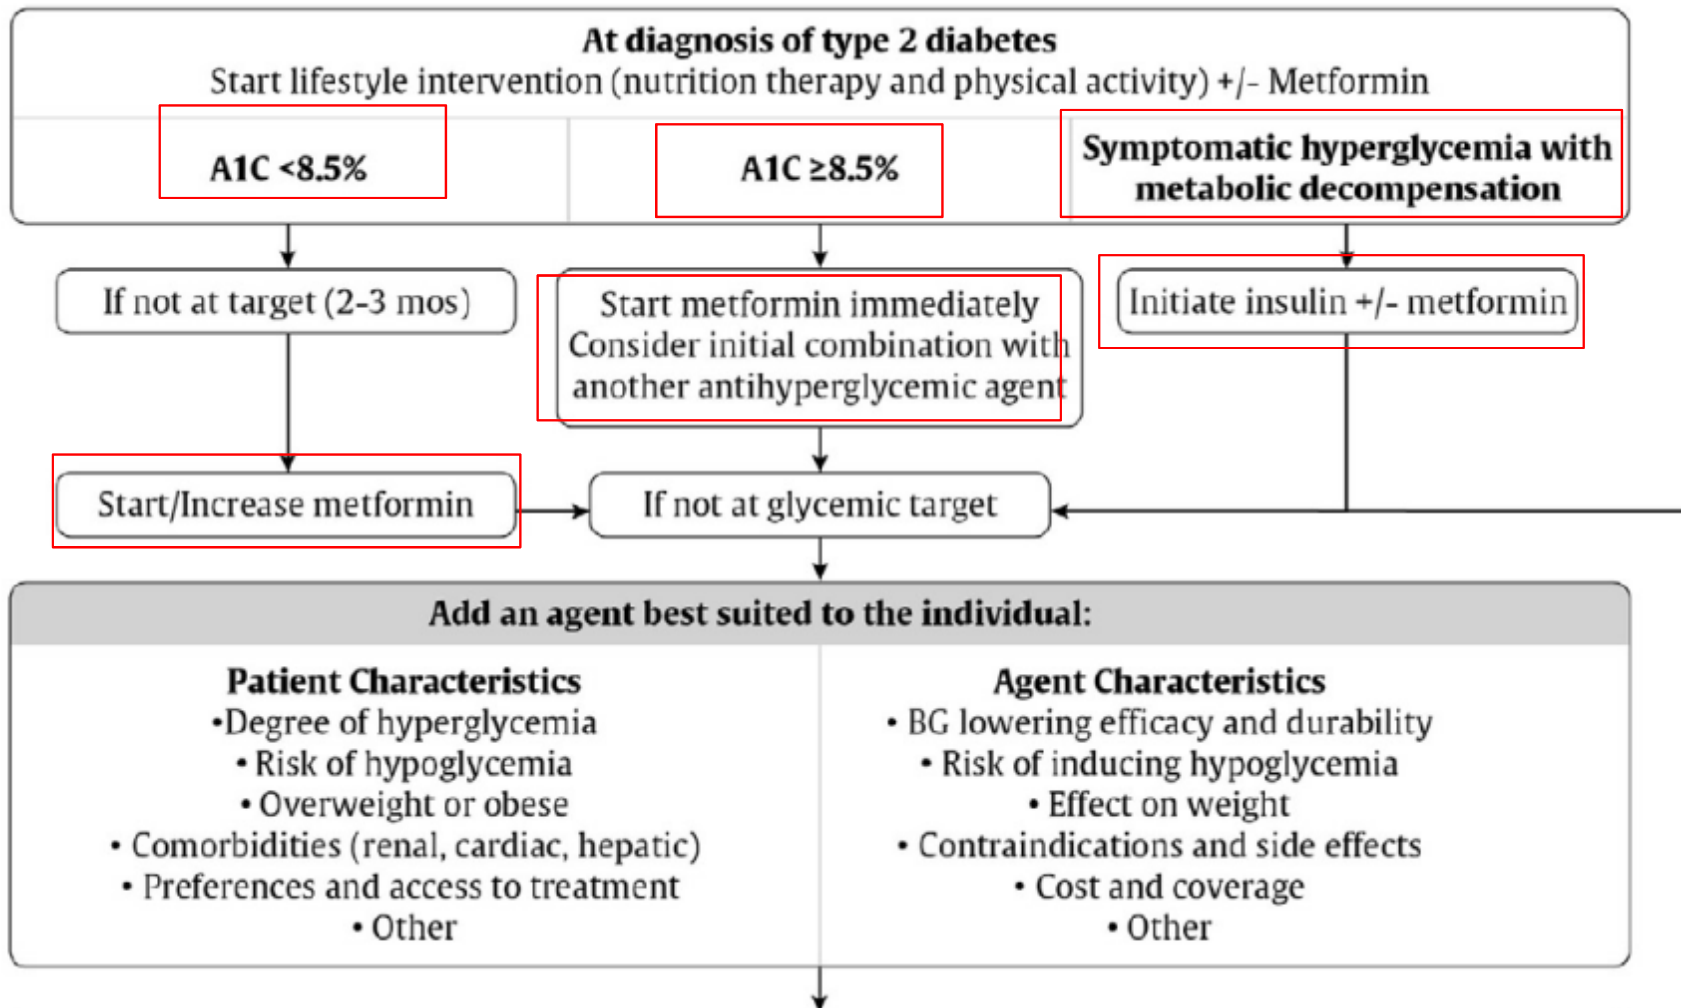 At diagnosis of type 2 diabetes
Start lifestyle intervention (nutrition therapy and physical activity) +/- Metformin
A1C <8.5%
A1C ≥8.5%
Symptomatic hyperglycemia with
metabolic decompensation
If not at target (2-3 mos)
Start metformin immediately
Consider initial combination with
another antihyperglycemic agent
Initiate insulin +/- metformin
Start/Increase metformin
If not at glycemic target
Add an agent best suited to the individual:
Patient Characteristics
•Degree of hyperglycemia
• Risk of hypoglycemia
• Overweight or obese
• Comorbidities (renal, cardiac, hepatic)
• Preferences and access to treatment
• Other
Agent Characteristics
• BG lowering efficacy and durability
• Risk of inducing hypoglycemia
• Effect on weight
• Contraindications and side effects
• Cost and coverage
• Other